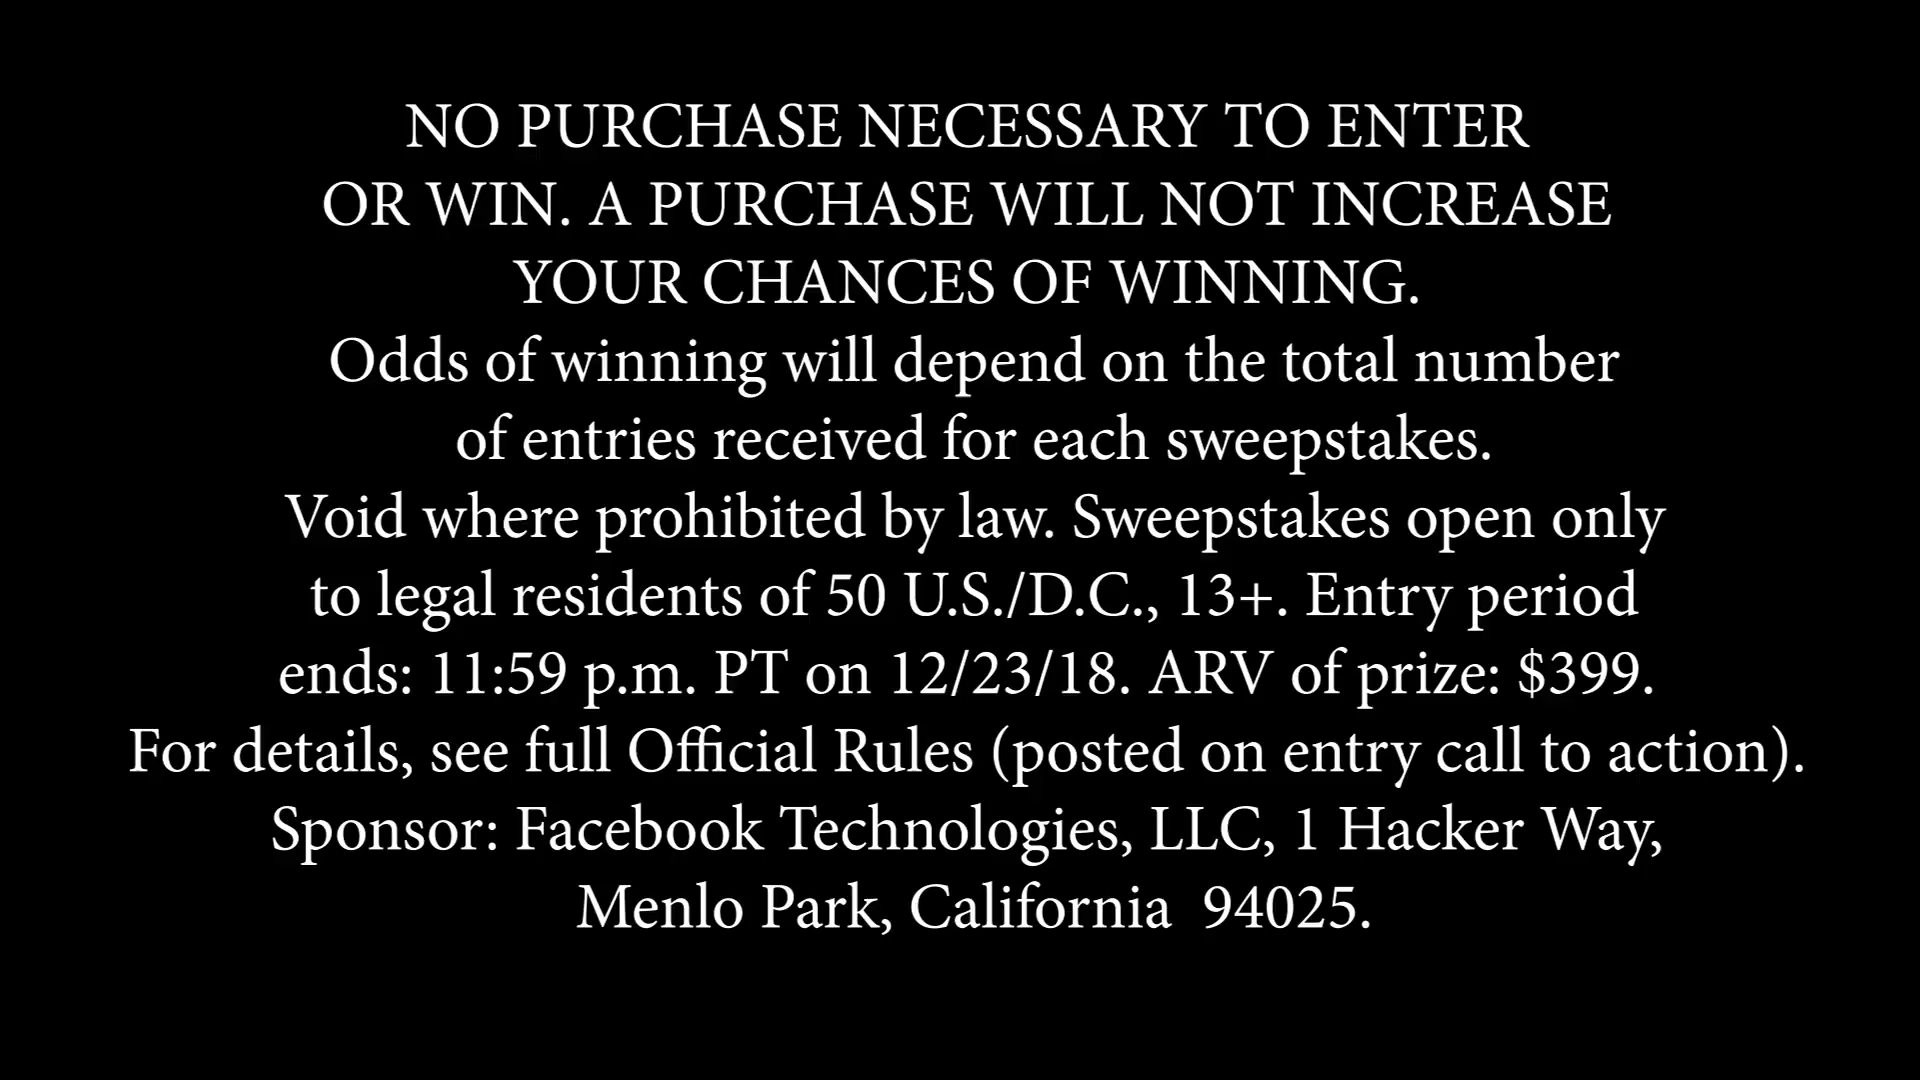 NO PURCHASE NECESSARY TO ENTER
OR WIN. A PURCHASE WILL NOT INCREASE
YOUR CHANCES OF WINNING.
Odds of winning will depend on the total number
of entries received for each sweepstakes.
Void where prohibited by law. Sweepstakes open only
to legal residents of 50 U.S./D.C., 13+. Entry period
ends: 11:59 p.m. PT on 12/23/18. ARV of prize: $399.
For details, see full Official Rules (posted on entry call to action).
Sponsor: Facebook Technologies, LLC, 1 Hacker Way,
Menlo Park, California  94025.